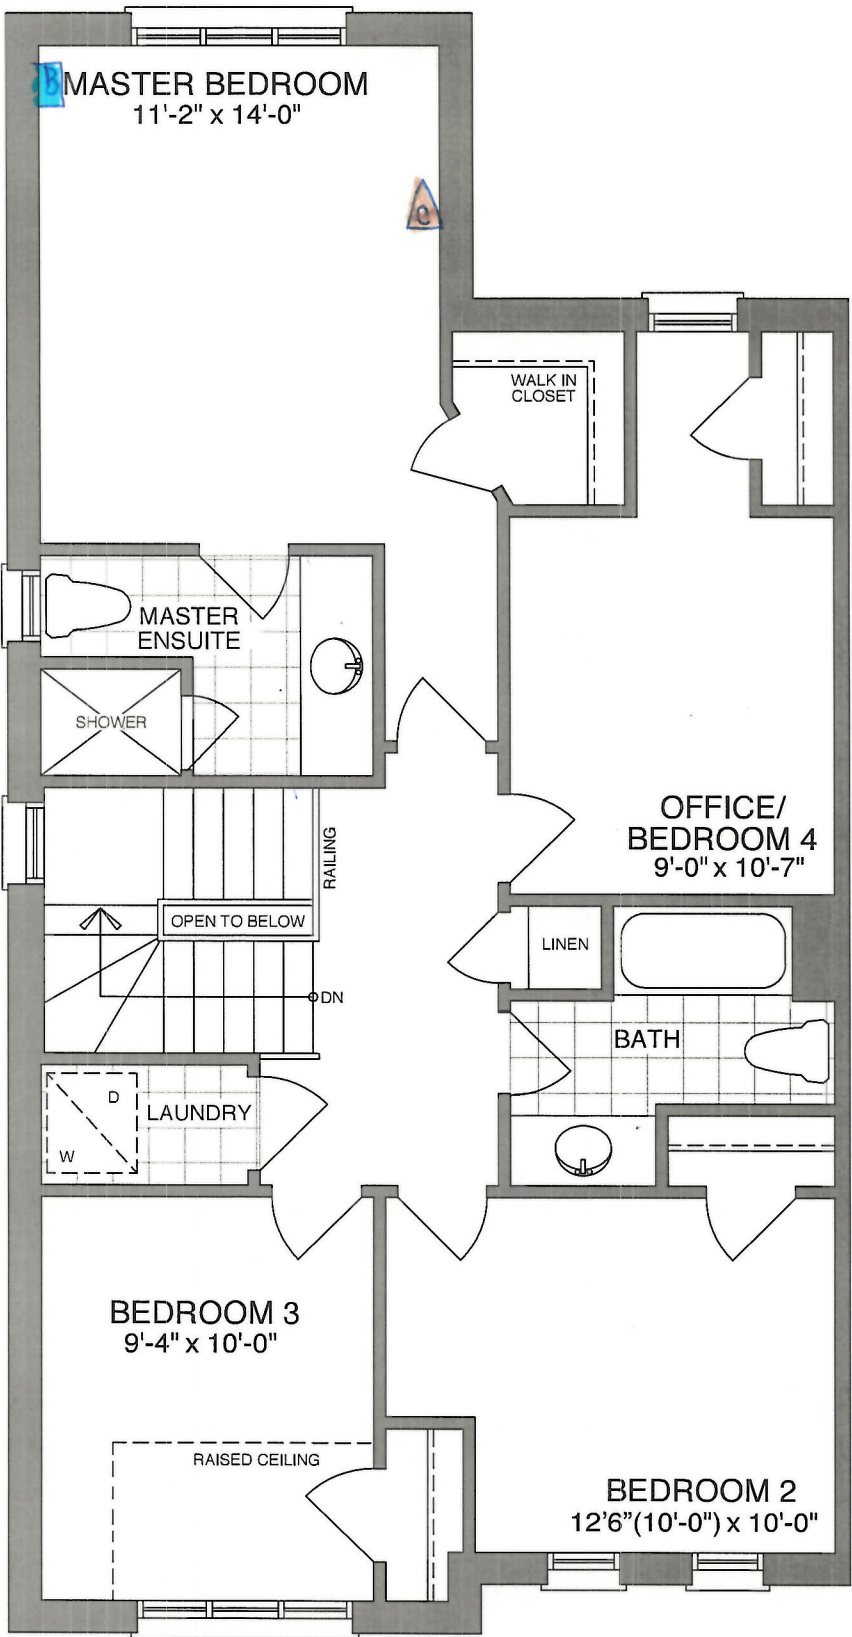 B
MASTER BEDROOM
11'-2" x 14'-0"
C
WALK IN
CLOSET
MASTER
ENSUITE
SHOWER
OFFICE/
BEDROOM 4
9'-0" x 10'-7"
RAILING
OPEN TO BELOW
LINEN
DN
BATH
D
LAUNDRY
W
BEDROOM 3
9'-4" x 10'-0"
RAISED CEILING
BEDROOM 2
12'6"(10'-0") x 10'-0"